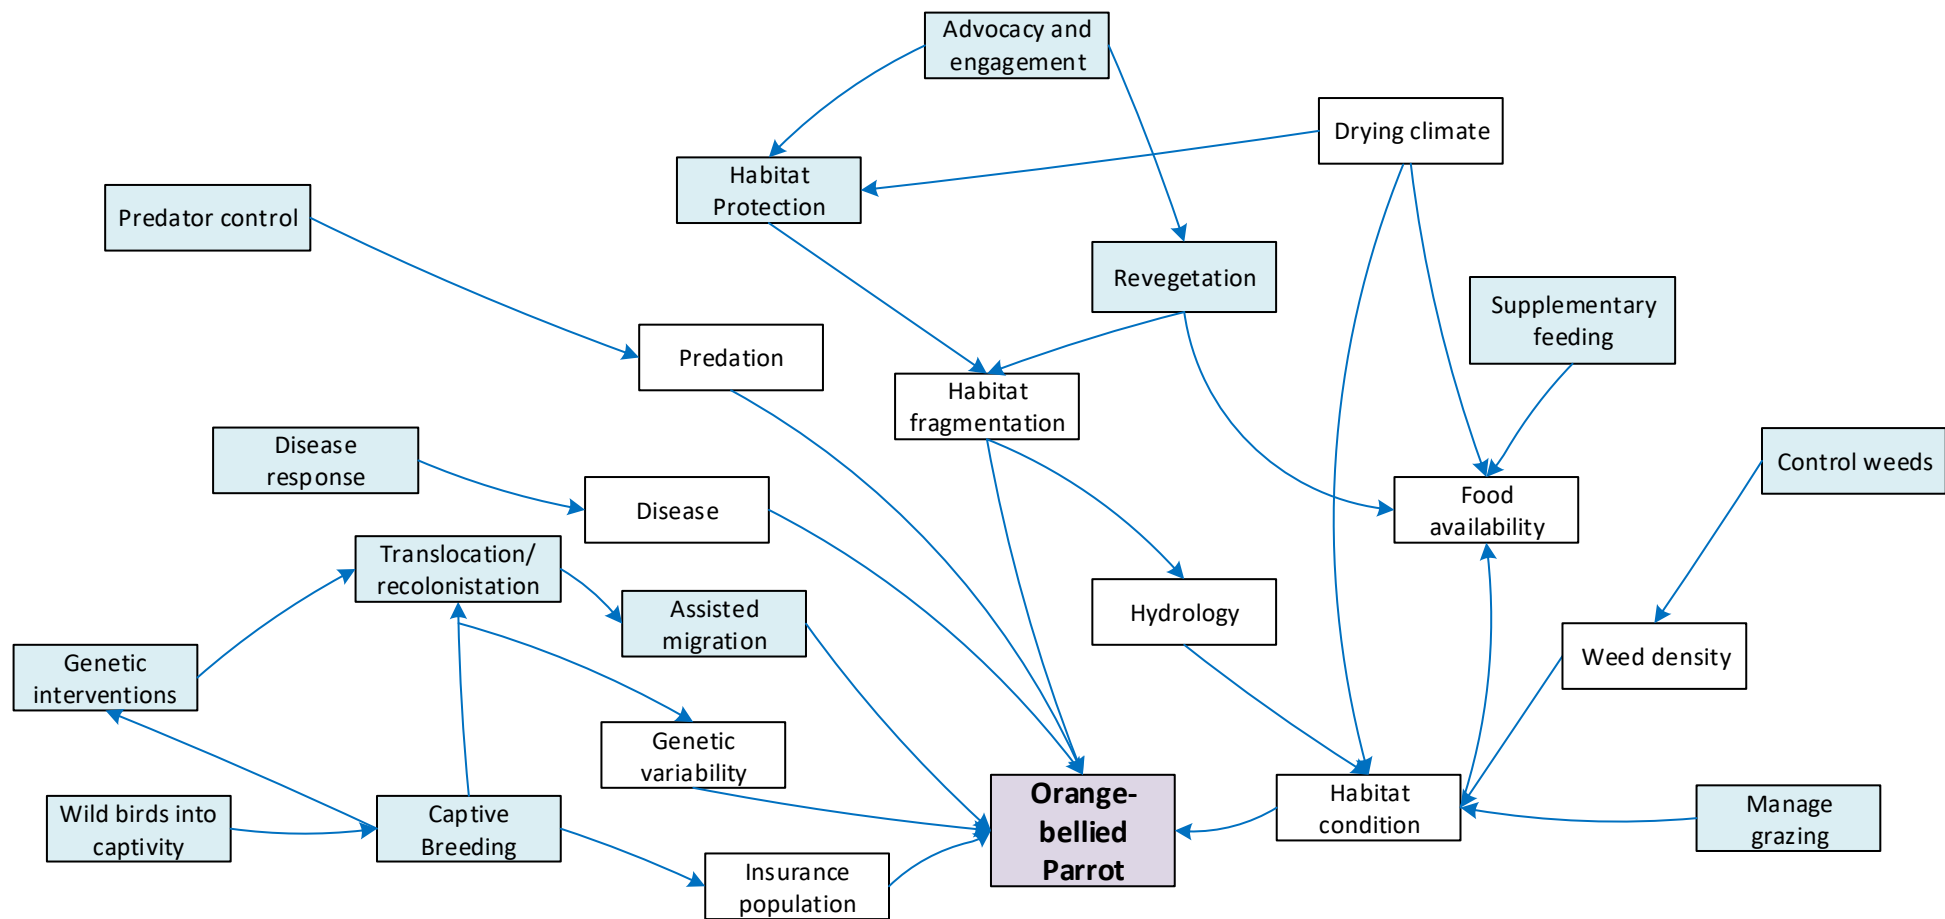 Advocacy and
engagement
Drying climate
Habitat
Protection
Predator control
Revegetation
Supplementary
feeding
Predation
Habitat
fragmentation
Disease
response
Control weeds
Disease
Food
availability
Translocation/
recolonistation
Assisted
migration
Hydrology
Weed density
Genetic
interventions
Genetic
variability
Wild birds into
captivity
Captive
Breeding
Orange-
bellied
Parrot
Habitat
condition
Manage
grazing
Insurance
population